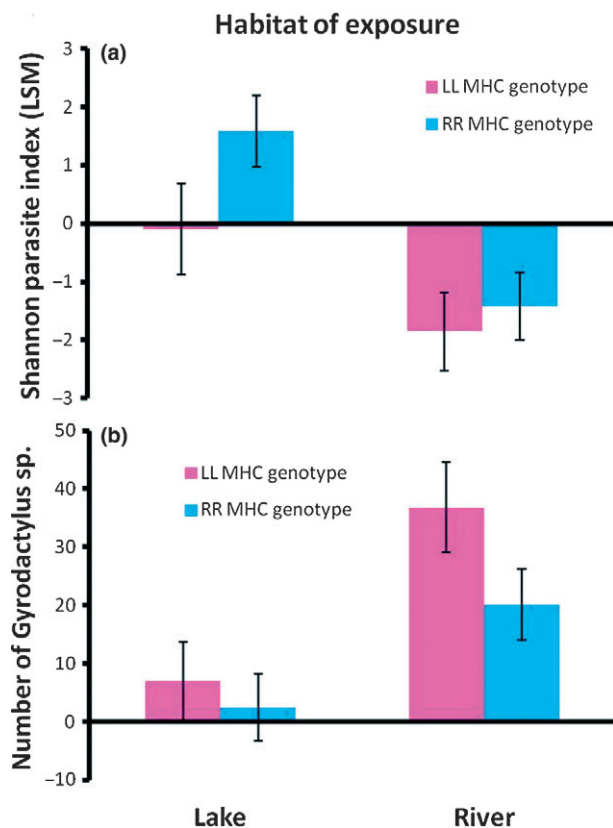 Habitat of exposure
(a)
Shannon parasite index (LSM)
3
2
1
0
–1
–2
–3
LL MHC genotype
RR MHC genotype
(b)
Number of Gyrodactylus sp.
50
40
30
20
10
0
–10
LL MHC genotype
RR MHC genotype
Lake
River